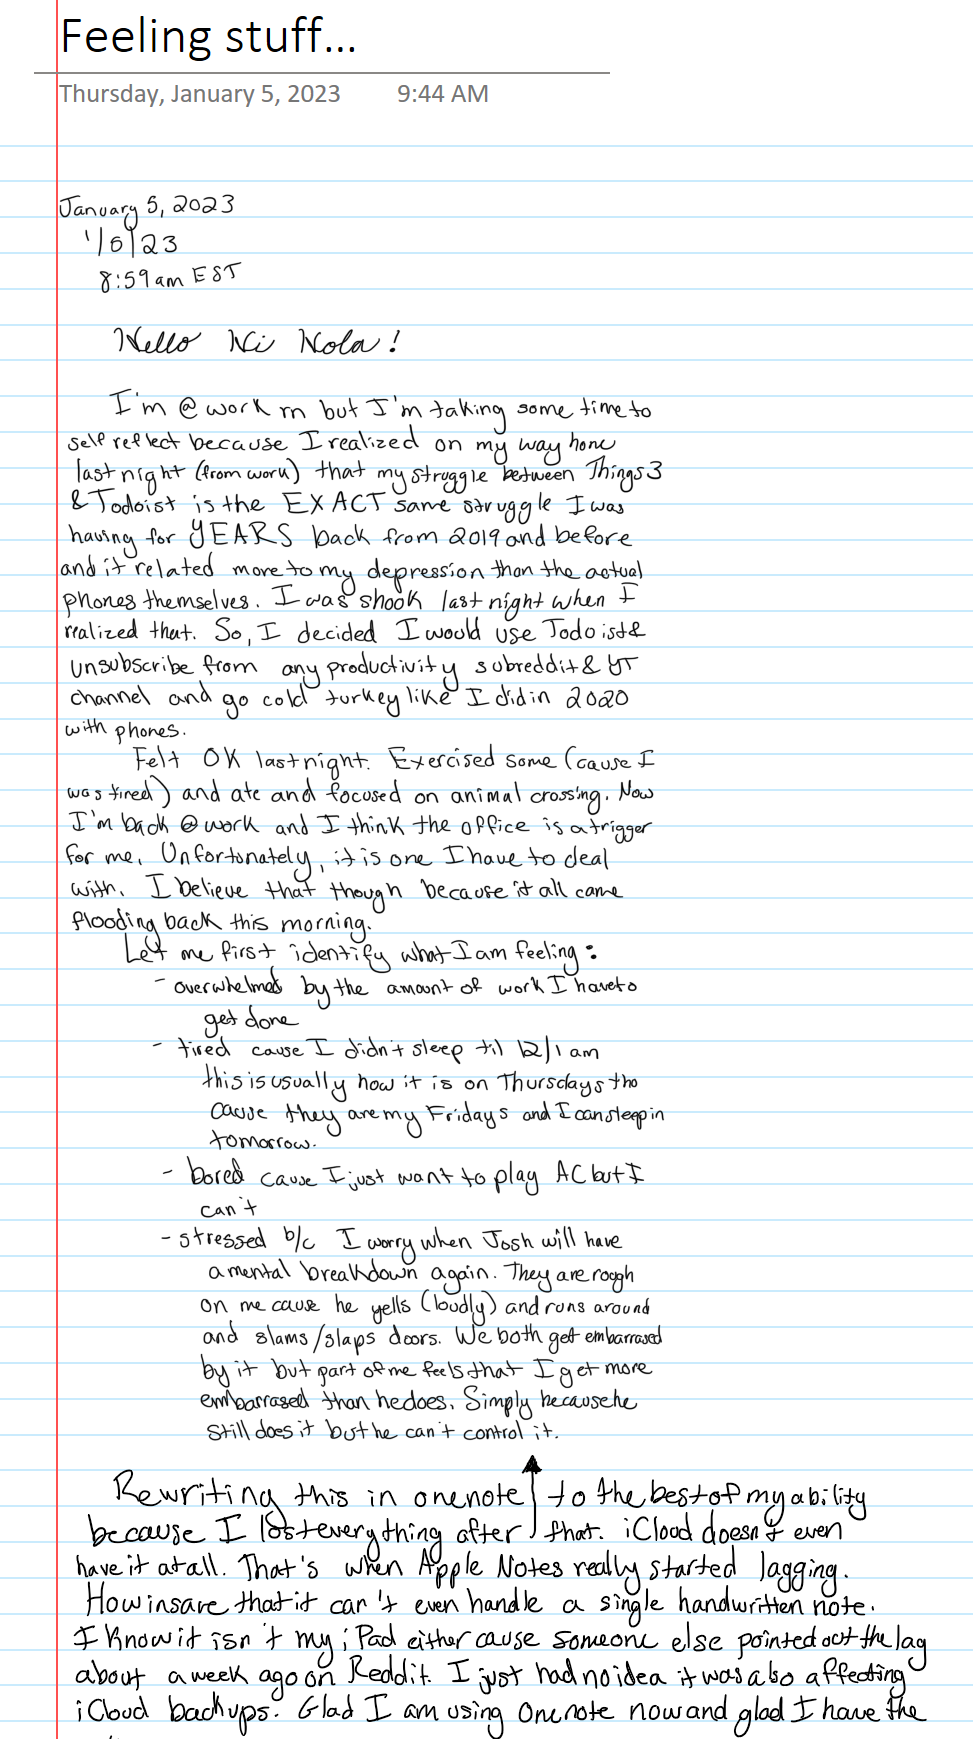 Feeling stuff...
Thursday, January 5, 2023 9:44 AM
January 5, 2023
1/5/23
8:59am EST
Hello Hi Hola!
I'm @ work rn but I'm taking some time to
self reflect because I realized on my way home
last night (from work) that my struggle between Things 3
& Todoist is the EXACT same struggle I was
having for YEARS back from 2019 and before
and it related more to my depression than the actual
phones themselves. I was shook last night when I
realized that. So, I decided I would use Todoist &
unsubscribe from any productivity subreddit & YT
channel and go cold turkey like I did in 2020
with phones.
Felt OK last night. Exercised some (cause I
was tired) and ate and focused on animal crossing. Now
I'm back @ work and I think the office is a trigger
for me. Unfortunately, it is one I have to deal
with. I believe that though because it all came
flooding back this morning.
Let me first identify what I am feeling:
- overwhelmed by the amount of work I have to
get done
- tired cause I didn't sleep til 12/1 am
this is usually how it is on Thursdays tho
cause they are my Fridays and I can sleep in
tomorrow.
- bored cause I just want to play AC but I
can't
- stressed b/c I worry when Josh will have
a mental breakdown again. They are rough
on me cause he yells (loudly) and runs around
and slams/slaps doors. We both get embarrased
by it but part of me feels that I get more
embarrased than he does. Simply because he
still does it but he can't control it.
Rewriting this in onenote to the best of my ability
because I lost everything after that. iCloud doesn't even
have it at all. That's when Apple Notes really started lagging.
How insane that it can't even handle a single handwritten note.
I know it isn't my iPad either cause someone else pointed out the lag
about a week ago on Reddit. I just had no idea it was also affecting
iCloud backups. Glad I am using Onenote now and glad I have the